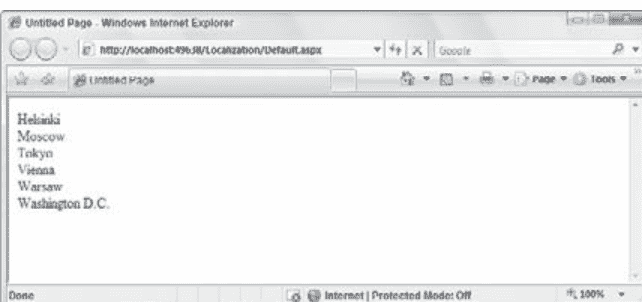 Untitled Page - Windows Internet Explorer
http://localhost:49638/Localization/Default.aspx
Google
Untitled Page
Page
Tools
Helsinki
Moscow
Tokyo
Vienna
Warsaw
Washington D.C.
Done
Internet | Protected Mode: Off
100%